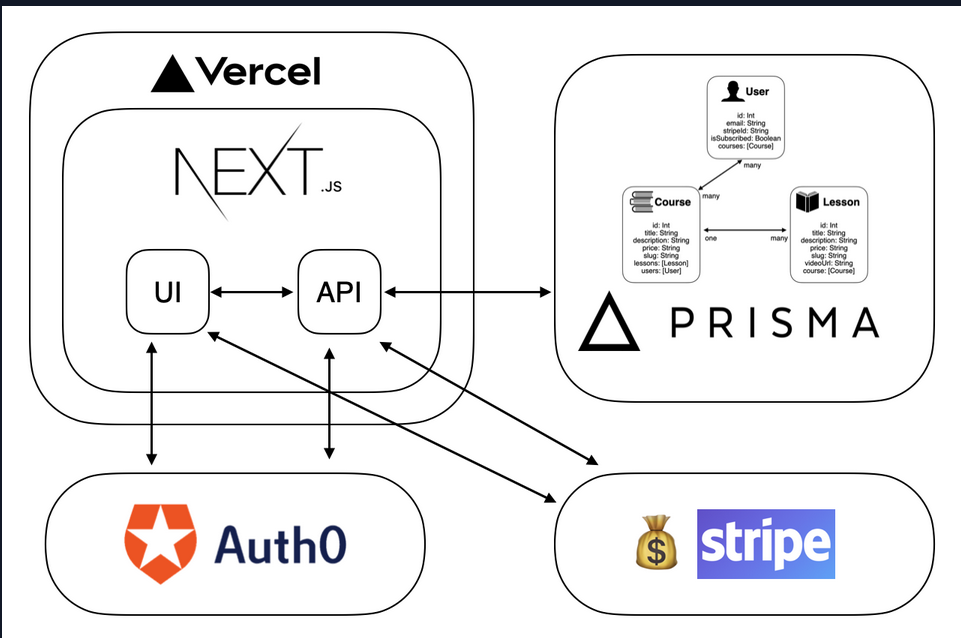 Vercel
NEXT.JS
UI
API
User
id: Int
email: String
stripeId: String
isSubscribed: Boolean
courses: [Course]
many
many
Course
id: Int
title: String
description: String
price: String
slug: String
lessons: [Lesson]
users: [User]
one
many
Lesson
id: Int
title: String
description: String
price: String
slug: String
videoUrl: String
course: [Course]
PRISMA
Auth0
$
stripe